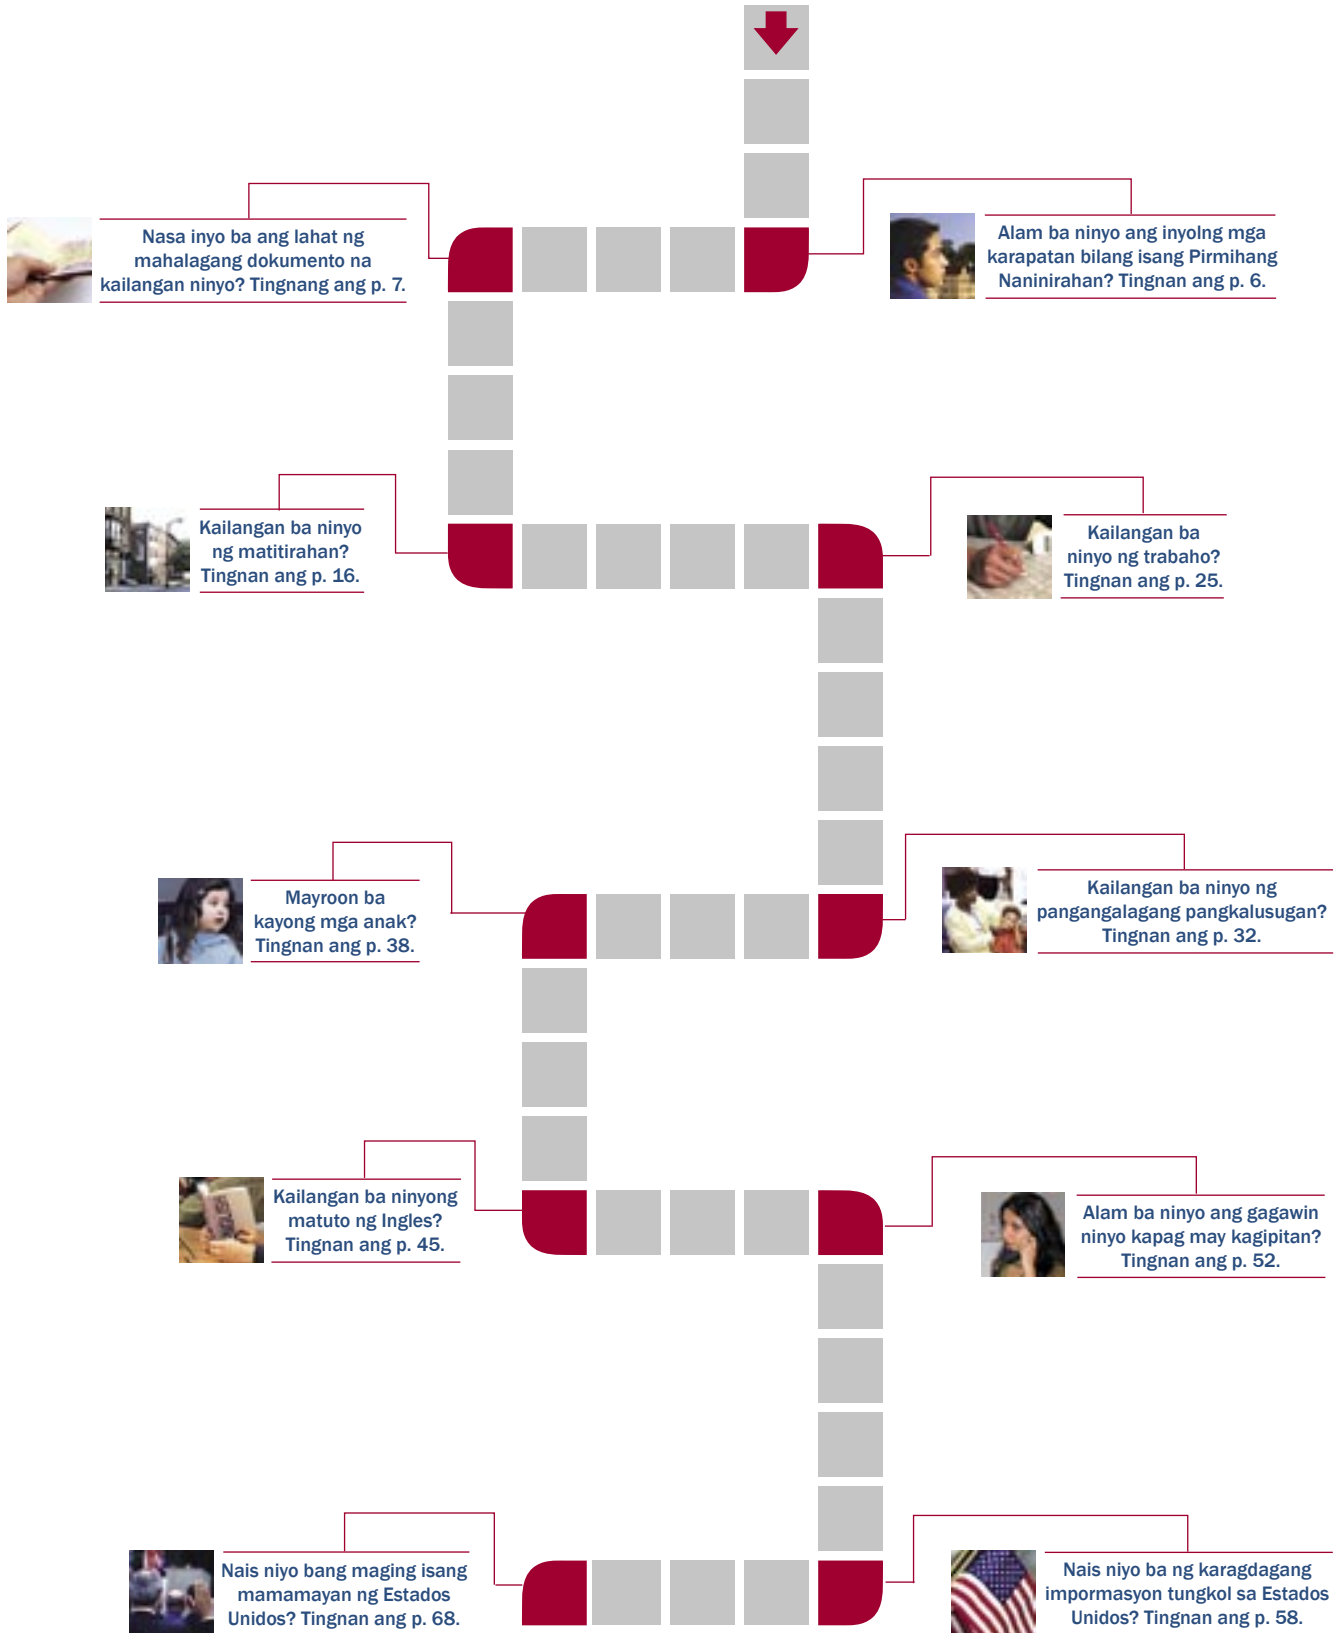 Alam ba ninyo ang inyolng mga
karapatan bilang isang Pirmihang
Naninirahan? Tingnan ang p. 6.
Nasa inyo ba ang lahat ng
mahalagang dokumento na
kailangan ninyo? Tingnang ang p. 7.
Kailangan ba ninyo
ng matitirahan?
Tingnan ang p. 16.
Kailangan ba
ninyo ng trabaho?
Tingnan ang p. 25.
Kailangan ba ninyo ng
pangangalagang pangkalusugan?
Tingnan ang p. 32.
Mayroon ba
kayong mga anak?
Tingnan ang p. 38.
Kailangan ba ninyong
matuto ng Ingles?
Tingnan ang p. 45.
Alam ba ninyo ang gagawin
ninyo kapag may kagipitan?
Tingnan ang p. 52.
Nais niyo ba ng karagdagang
impormasyon tungkol sa Estados
Unidos? Tingnan ang p. 58.
Nais niyo bang maging isang
mamamayan ng Estados
Unidos? Tingnan ang p. 68.